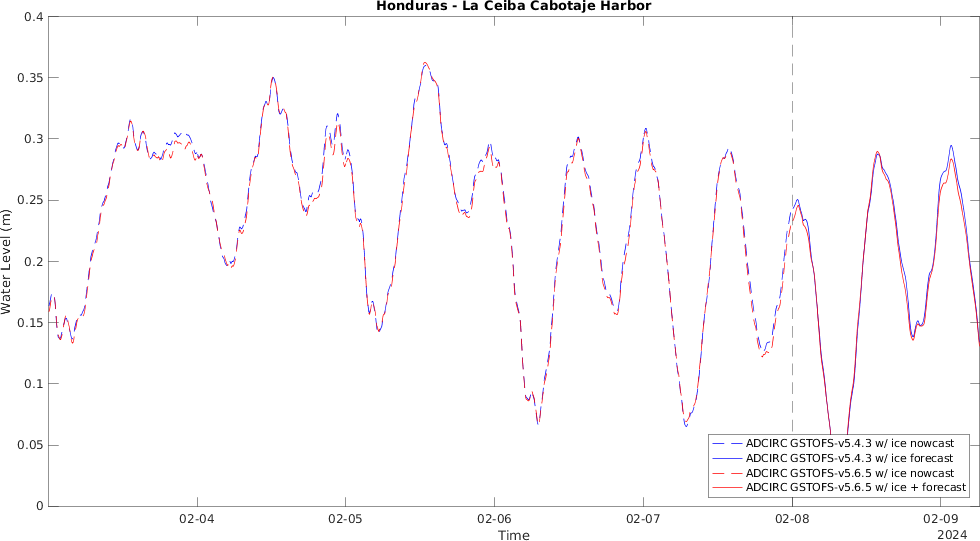 Honduras - La Ceiba Cabotaje Harbor
0.4
0.35
0.3
0.25
0.2
0.15
0.1
0.05
0
Water Level (m)
02-04 02-05 02-06 02-07 02-08 02-09
Time
2024
ADCIRC GSTOFS-v5.4.3 w/ ice nowcast
ADCIRC GSTOFS-v5.4.3 w/ ice forecast
ADCIRC GSTOFS-v5.6.5 w/ ice nowcast
ADCIRC GSTOFS-v5.6.5 w/ ice + forecast